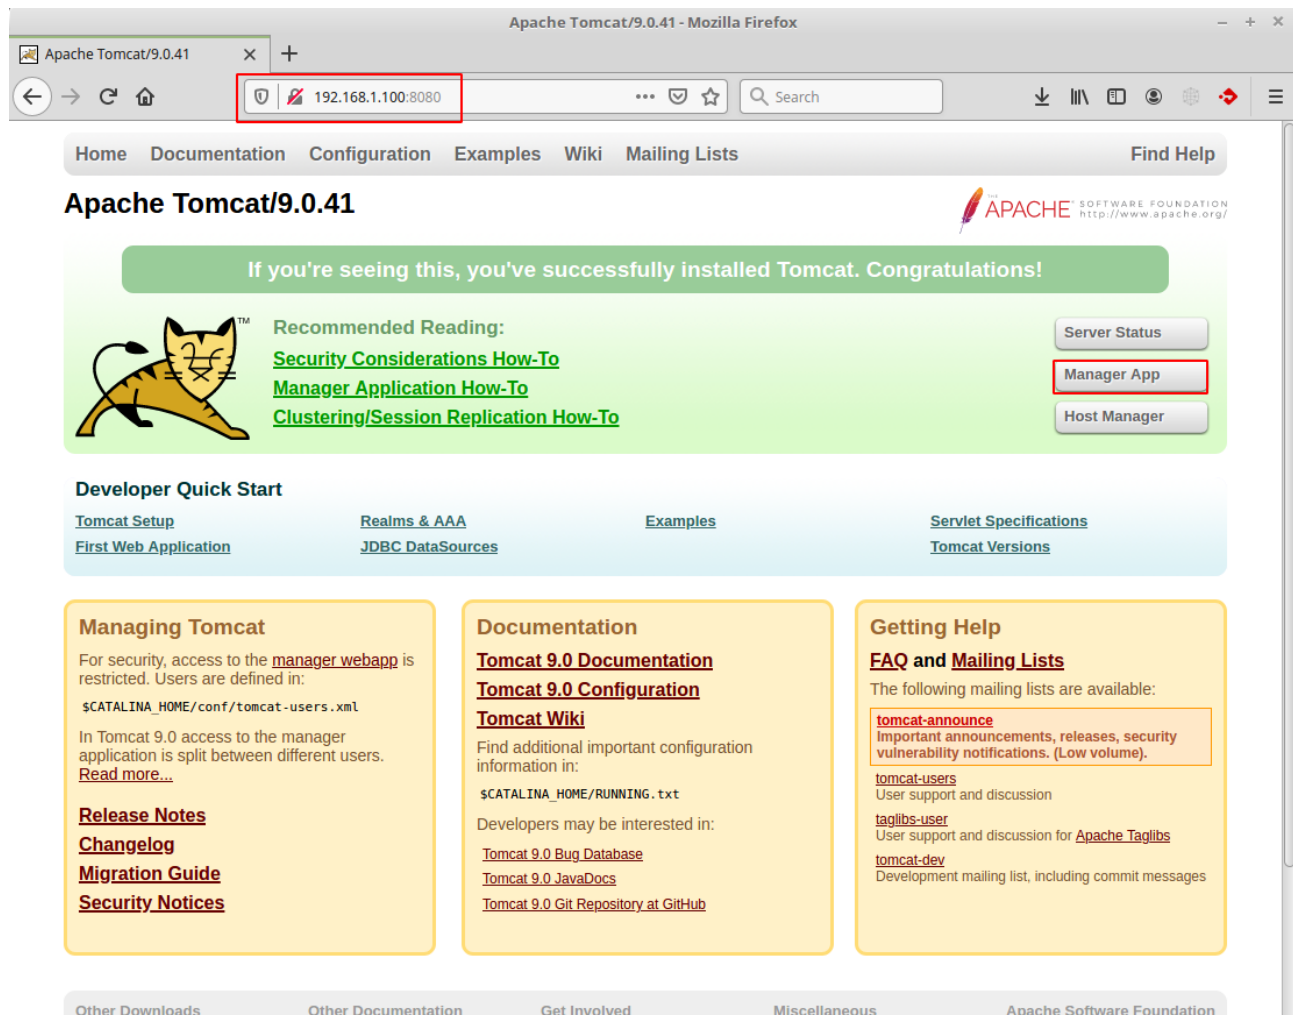 Apache Tomcat/9.0.41 - Mozilla Firefox
Apache Tomcat/9.0.41
192.168.1.100:8080
Search
Home Documentation Configuration Examples Wiki Mailing Lists Find Help
Apache Tomcat/9.0.41
THE
APACHE SOFTWARE FOUNDATION
http://www.apache.org/
If you're seeing this, you've successfully installed Tomcat. Congratulations!
TM
Recommended Reading:
Security Considerations How-To
Manager Application How-To
Clustering/Session Replication How-To
Server Status
Manager App
Host Manager
Developer Quick Start
Tomcat Setup
First Web Application
Realms & AAA
JDBC DataSources
Examples
Servlet Specifications
Tomcat Versions
Managing Tomcat
For security, access to the manager webapp is
restricted. Users are defined in:
$CATALINA_HOME/conf/tomcat-users.xml
In Tomcat 9.0 access to the manager
application is split between different users.
Read more...
Release Notes
Changelog
Migration Guide
Security Notices
Documentation
Tomcat 9.0 Documentation
Tomcat 9.0 Configuration
Tomcat Wiki
Find additional important configuration
information in:
$CATALINA_HOME/RUNNING.txt
Developers may be interested in:
Tomcat 9.0 Bug Database
Tomcat 9.0 JavaDocs
Tomcat 9.0 Git Repository at GitHub
Getting Help
FAQ and Mailing Lists
The following mailing lists are available:
tomcat-announce
Important announcements, releases, security
vulnerability notifications. (Low volume).
tomcat-users
User support and discussion
taglibs-user
User support and discussion for Apache Taglibs
tomcat-dev
Development mailing list, including commit messages
Other Downloads Other Documentation Get Involved Miscellaneous Apache Software Foundation